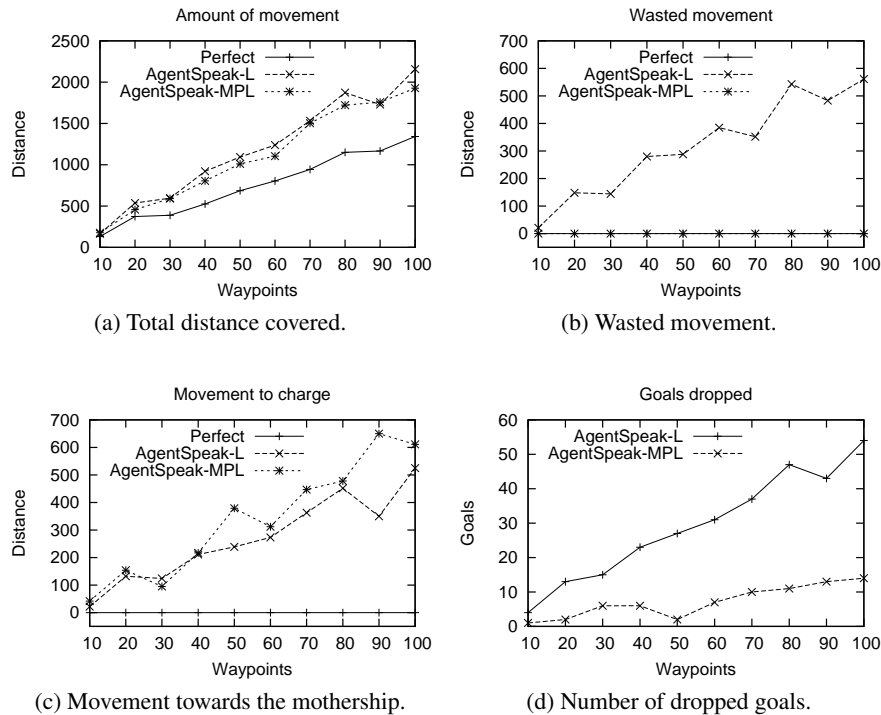 Amount of movement
2500
2000
1500
1000
500
0
Distance
Perfect
AgentSpeak-L
AgentSpeak-MPL
10 20 30 40 50 60 70 80 90 100
Waypoints
(a) Total distance covered.
Wasted movement
700
600
500
400
300
200
100
0
Distance
Perfect
AgentSpeak-L
AgentSpeak-MPL
10 20 30 40 50 60 70 80 90 100
Waypoints
(b) Wasted movement.
Movement to charge
700
600
500
400
300
200
100
0
Distance
Perfect
AgentSpeak-L
AgentSpeak-MPL
10 20 30 40 50 60 70 80 90 100
Waypoints
(c) Movement towards the mothership.
Goals dropped
60
50
40
30
20
10
0
Goals
AgentSpeak-L
AgentSpeak-MPL
10 20 30 40 50 60 70 80 90 100
Waypoints
(d) Number of dropped goals.